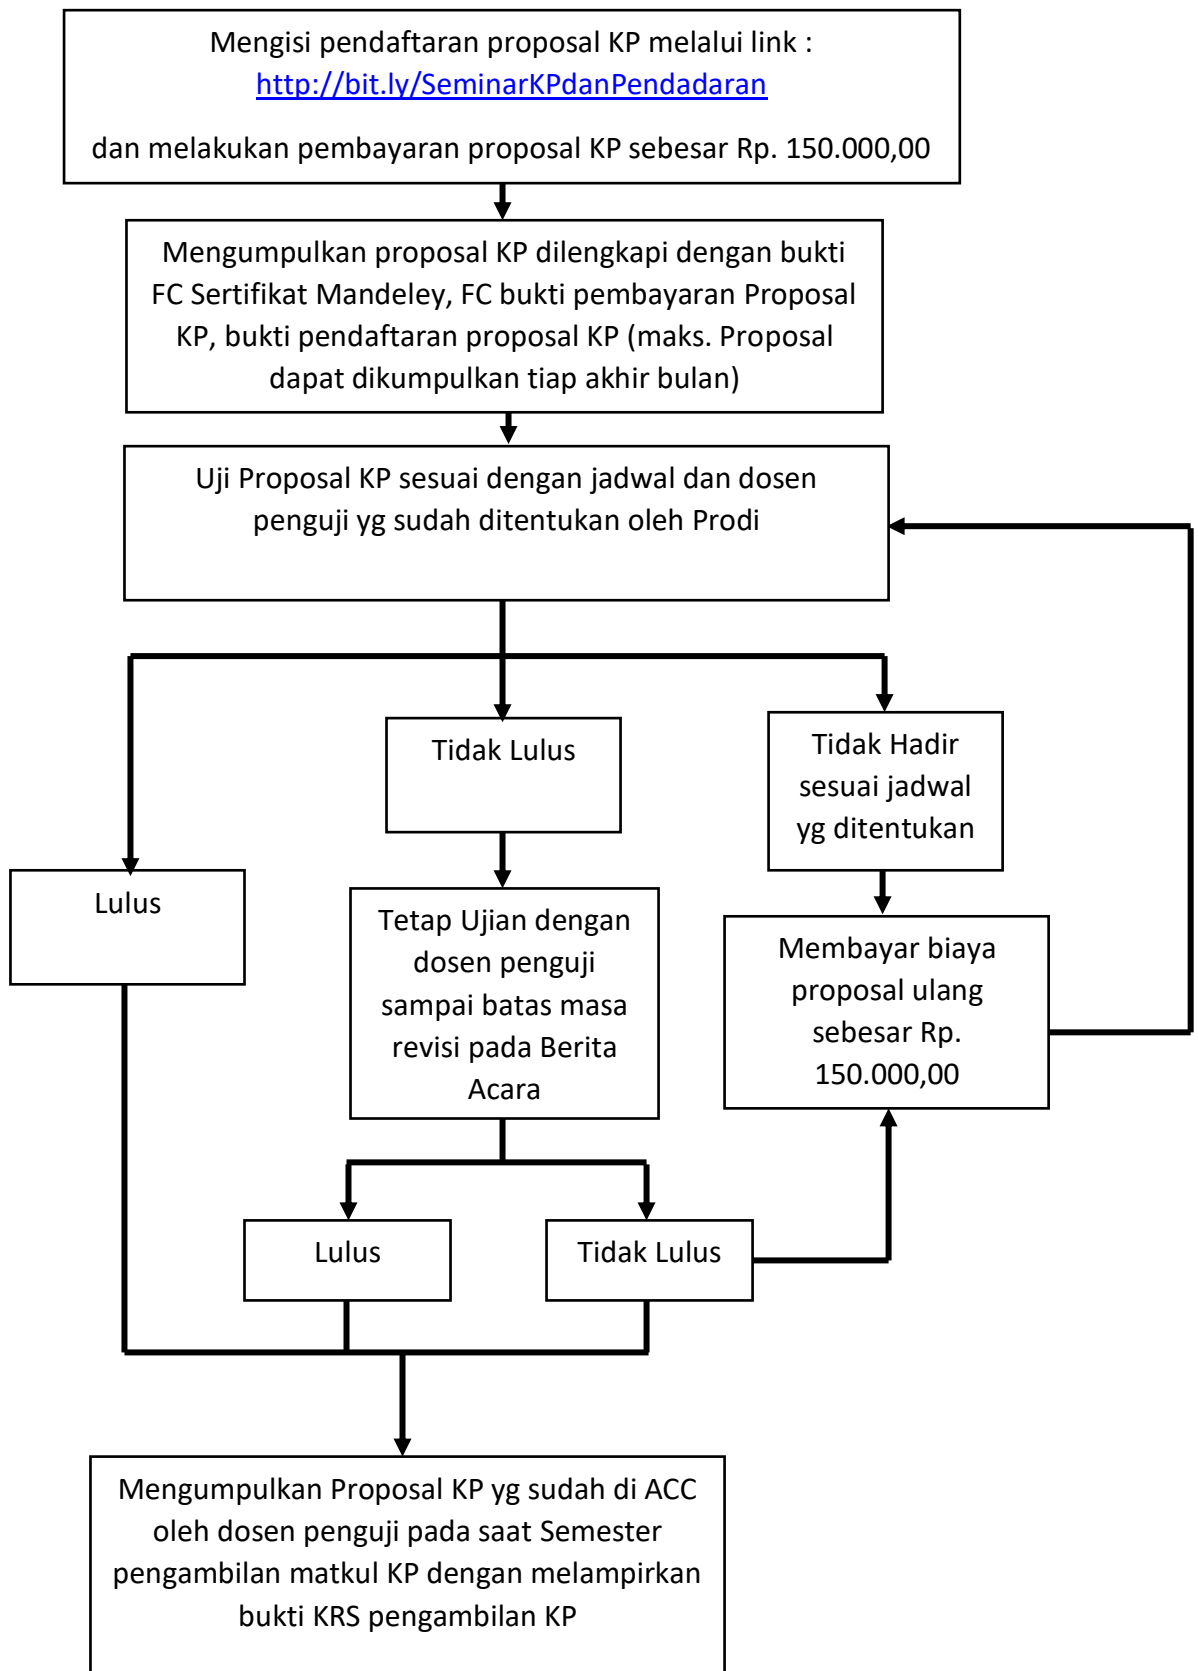 Mengisi pendaftaran proposal KP melalui link :
http://bit.ly/SeminarKPdanPendadaran
dan melakukan pembayaran proposal KP sebesar Rp. 150.000,00
Mengumpulkan proposal KP dilengkapi dengan bukti
FC Sertifikat Mandeley, FC bukti pembayaran Proposal
KP, bukti pendaftaran proposal KP (maks. Proposal
dapat dikumpulkan tiap akhir bulan)
Uji Proposal KP sesuai dengan jadwal dan dosen
penguji yg sudah ditentukan oleh Prodi
Tidak Lulus
Tidak Hadir
sesuai jadwal
yg ditentukan
Lulus
Tetap Ujian dengan
dosen penguji
sampai batas masa
revisi pada Berita
Acara
Membayar biaya
proposal ulang
sebesar Rp.
150.000,00
Lulus
Tidak Lulus
Mengumpulkan Proposal KP yg sudah di ACC
oleh dosen penguji pada saat Semester
pengambilan matkul KP dengan melampirkan
bukti KRS pengambilan KP